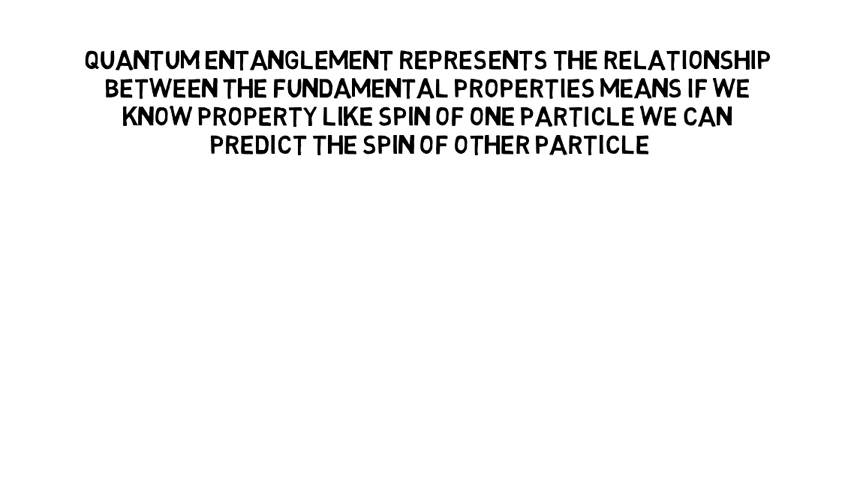 QUANTUM ENTANGLEMENT REPRESENTS THE RELATIONSHIP
BETWEEN THE FUNDAMENTAL PROPERTIES MEANS IF WE
KNOW PROPERTY LIKE SPIN OF ONE PARTICLE WE CAN
PREDICT THE SPIN OF OTHER PARTICLE